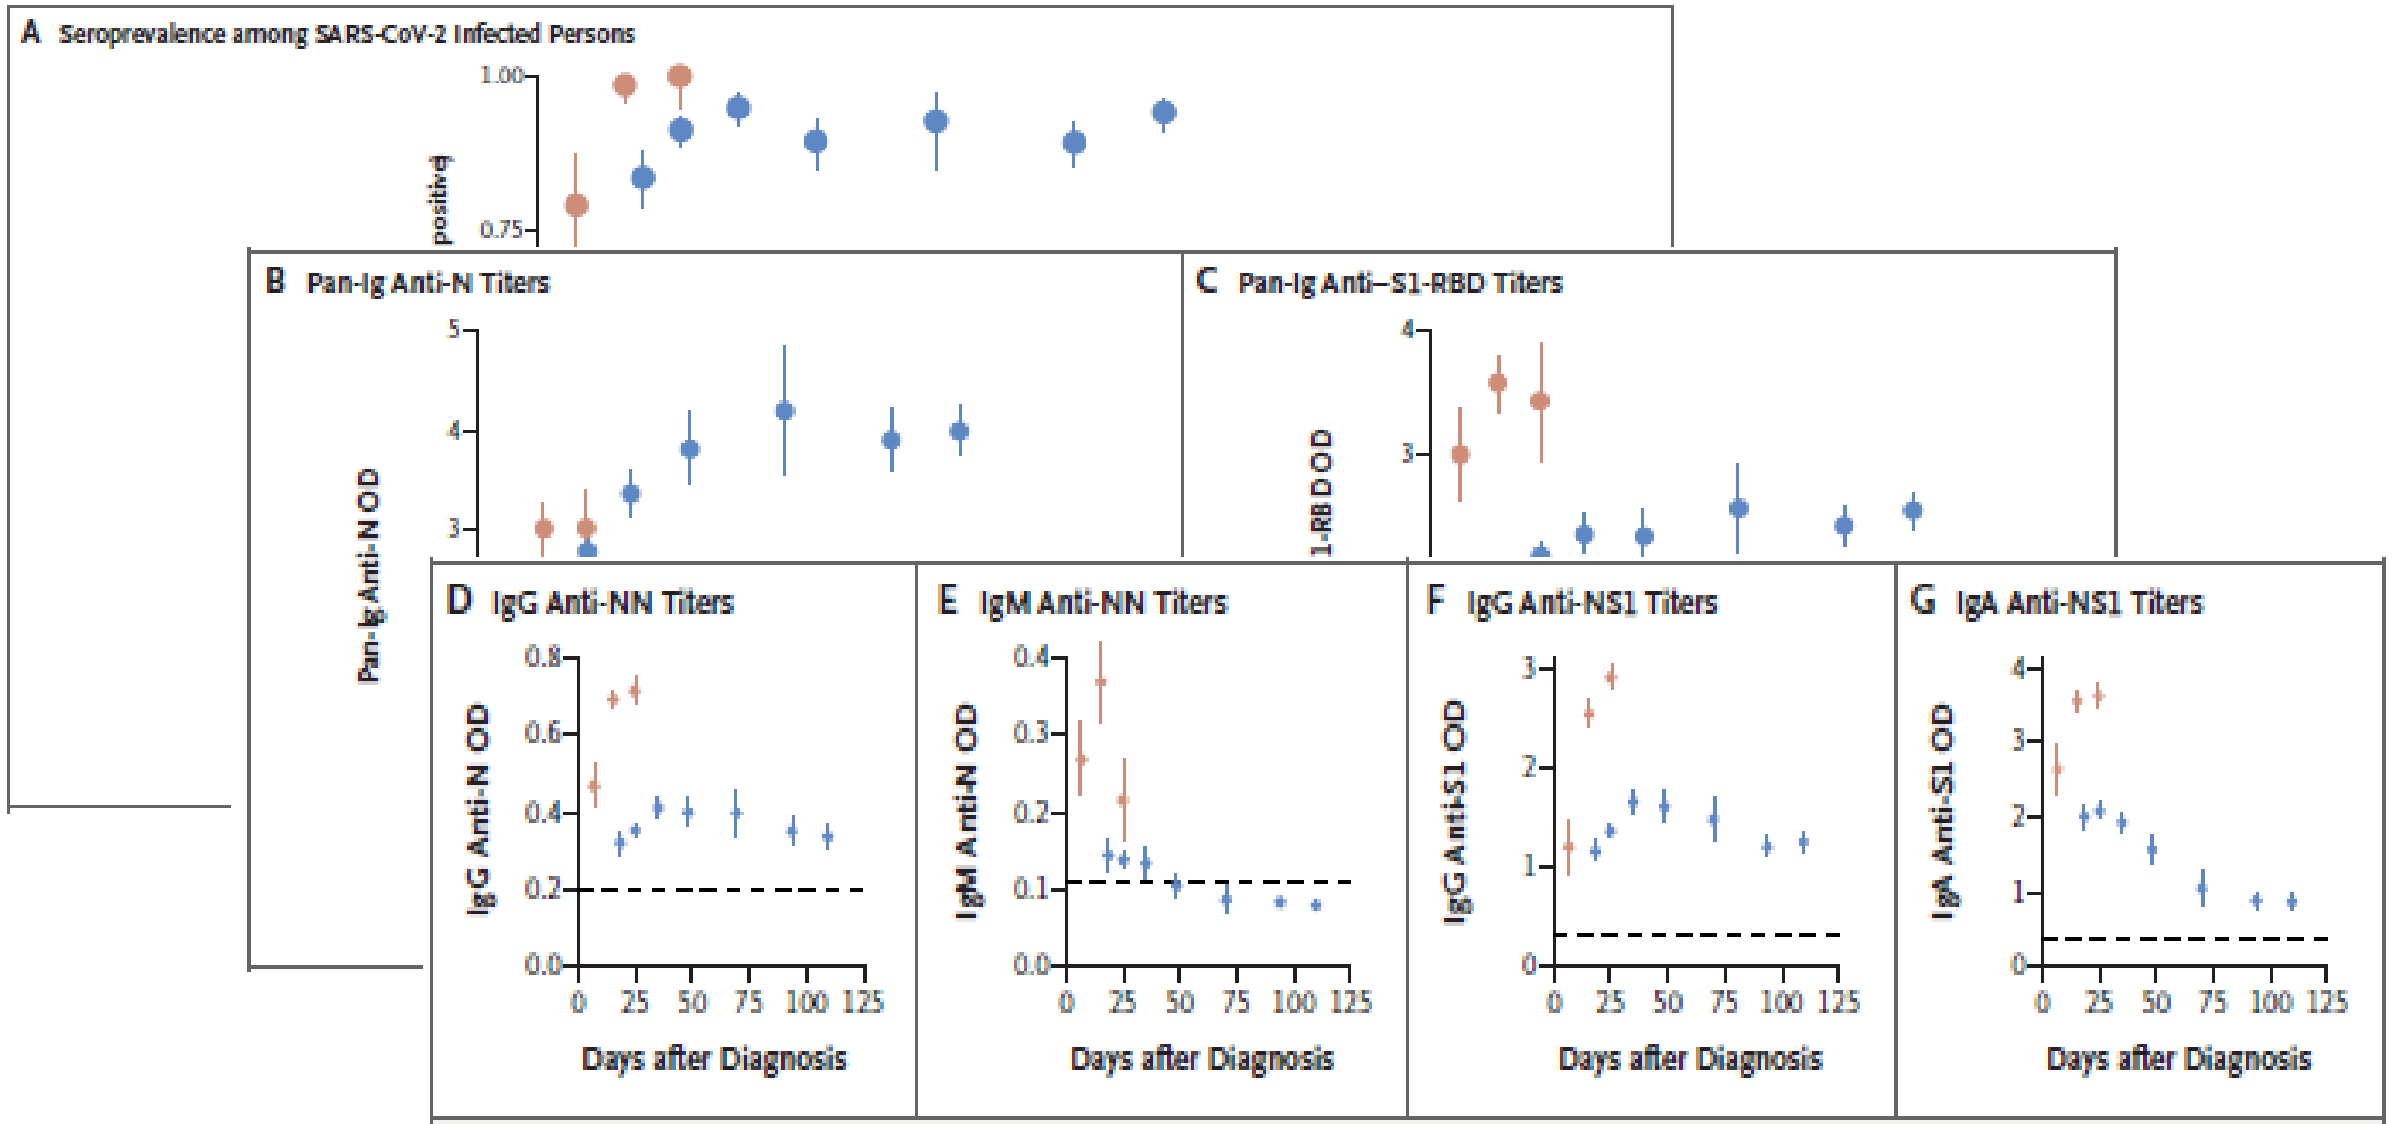 A Seroprevalence among SARS-CoV-2 Infected Persons
1.00
0.75
positive)
B Pan-Ig Anti-N Titers
5
4
3
Pan-Ig Anti-N OD
C Pan-Ig Anti–S1-RBD Titers
4
3
1-RBD OD
D IgG Anti-NN Titers
0.8
0.6
0.4
0.2
0.0
IgG Anti-N OD
0 25 50 75 100 125
Days after Diagnosis
E IgM Anti-NN Titers
0.4
0.3
0.2
0.1
0.0
IgM Anti-N OD
0 25 50 75 100 125
Days after Diagnosis
F IgG Anti-NS1 Titers
3
2
1
0
IgG Anti-S1 OD
0 25 50 75 100 125
Days after Diagnosis
G IgA Anti-NS1 Titers
4
3
2
1
0
IgA Anti-S1 OD
0 25 50 75 100 125
Days after Diagnosis